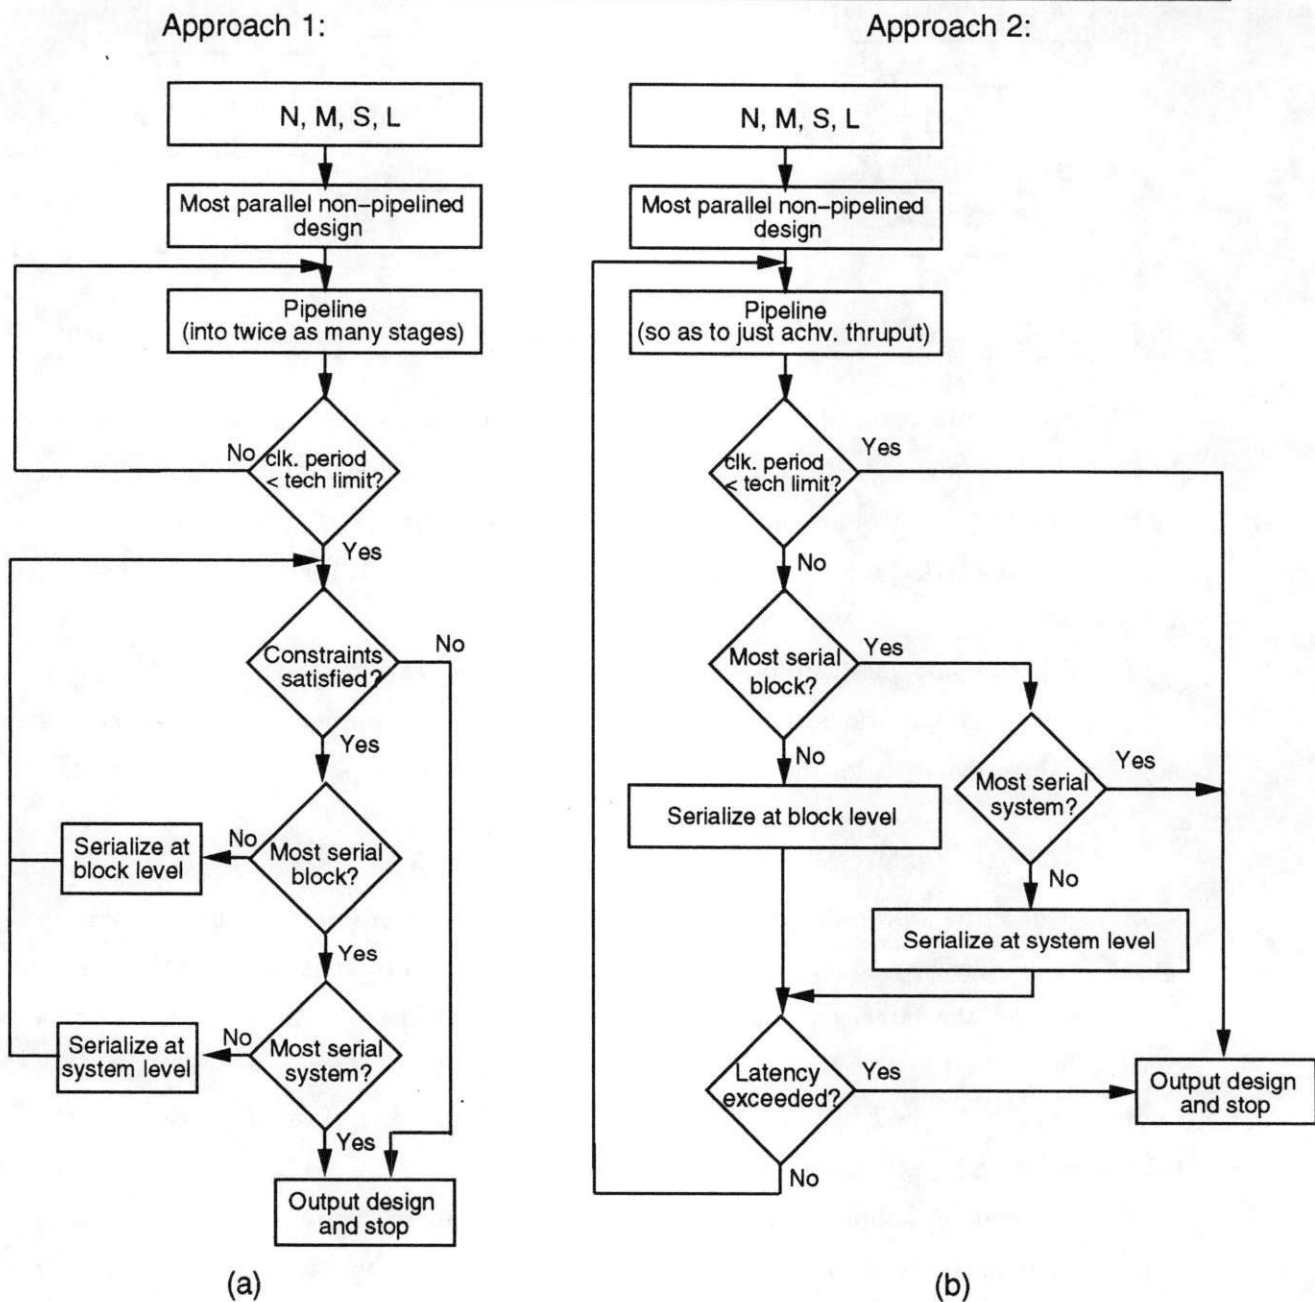 Approach 1:
N, M, S, L
Most parallel non–pipelined
design
Pipeline
(into twice as many stages)
No
clk. period
< tech limit?
Yes
Constraints
satisfied?
No
Yes
Serialize at
block level
No
Most serial
block?
Yes
Serialize at
system level
No
Most serial
system?
Yes
Output design
and stop
(a)
Approach 2:
N, M, S, L
Most parallel non–pipelined
design
Pipeline
(so as to just achv. thruput)
clk. period
< tech limit?
Yes
No
Most serial
block?
Yes
No
Serialize at block level
Most serial
system?
Yes
No
Serialize at system level
Latency
exceeded?
Yes
No
Output design
and stop
(b)